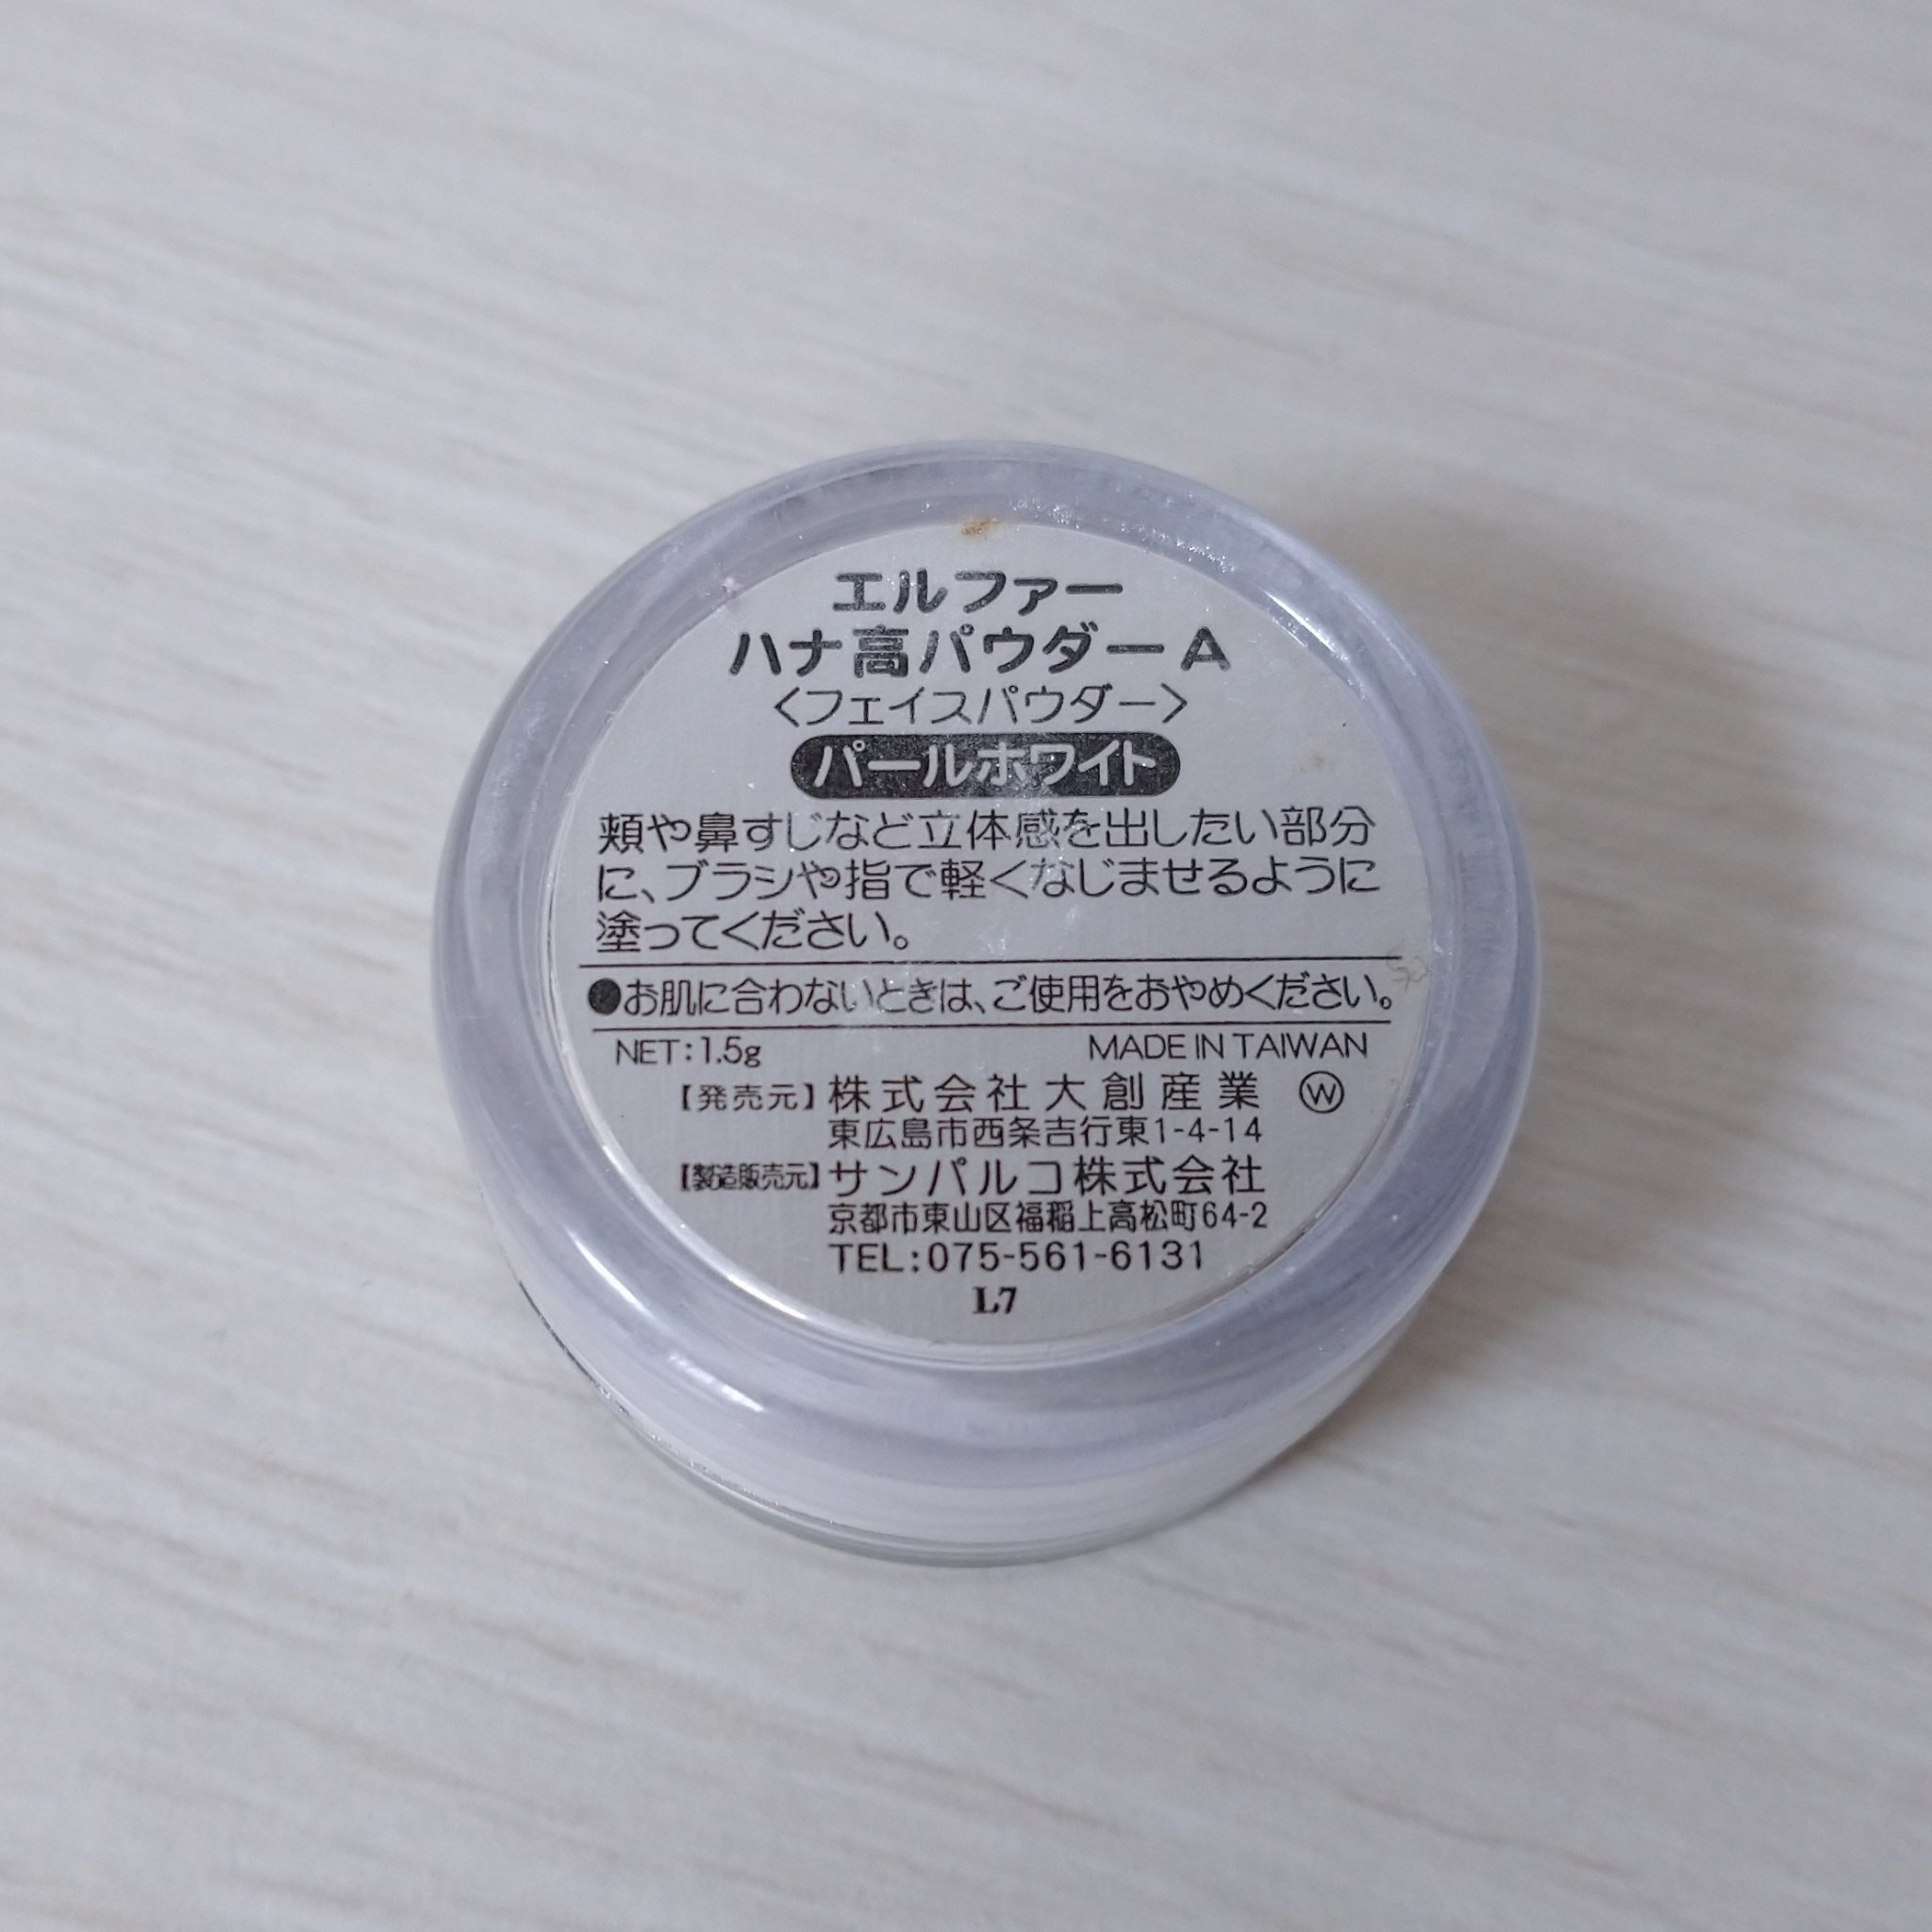 エルファー
ハナ高パウダーA
〈フェイスパウダー〉
パールホワイト
頬や鼻すじなど立体感を出したい部分
に、ブラシや指で軽くなじませるように
塗ってください。
●お肌に合わないときは、ご使用をおやめください。
NET:1.5g MADE IN TAIWAN
【発売元】株式会社大創産業 Ⓦ
東広島市西条吉行東1-4-14
【製造販売元】サンパルコ株式会社
京都市東山区福稲上高松町64-2
TEL:075-561-6131
L7